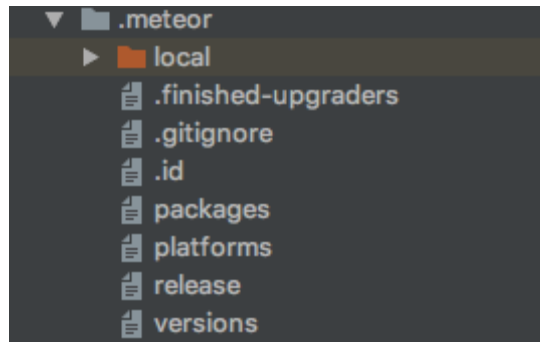 .meteor
local
.finished-upgraders
.gitignore
.id
packages
platforms
release
versions